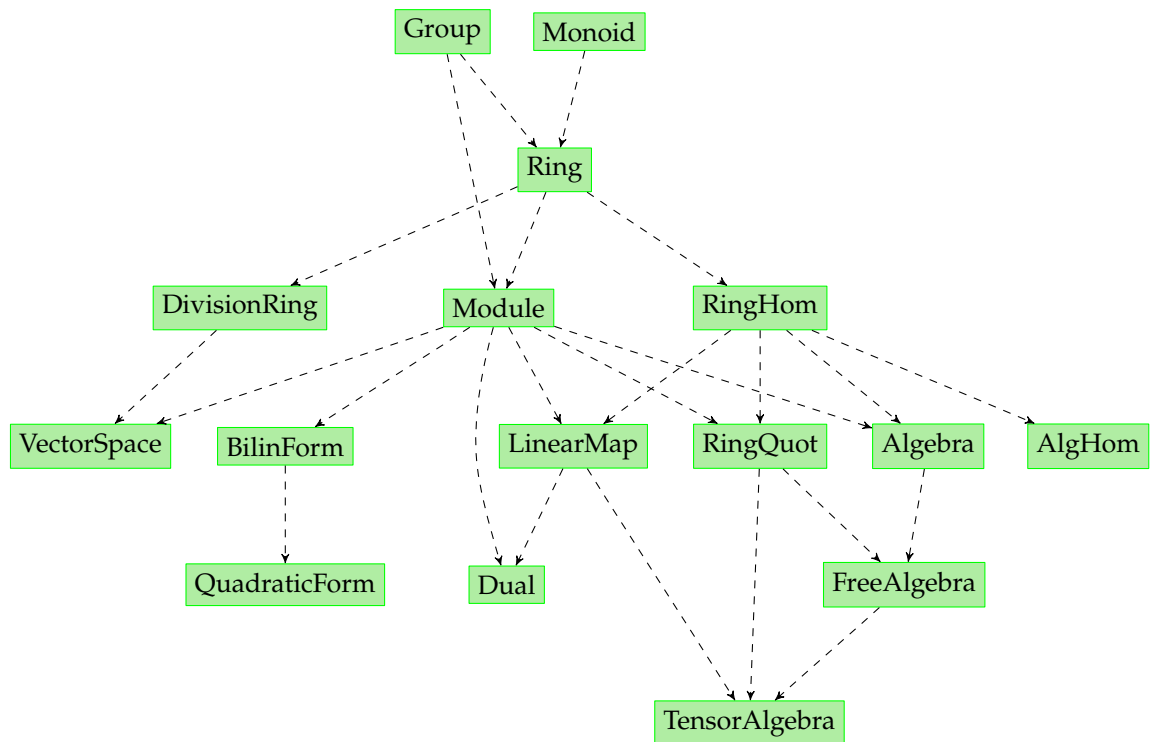 Group
Monoid
Ring
DivisionRing
Module
RingHom
VectorSpace
BilinForm
LinearMap
RingQuot
Algebra
AlgHom
QuadraticForm
Dual
FreeAlgebra
TensorAlgebra